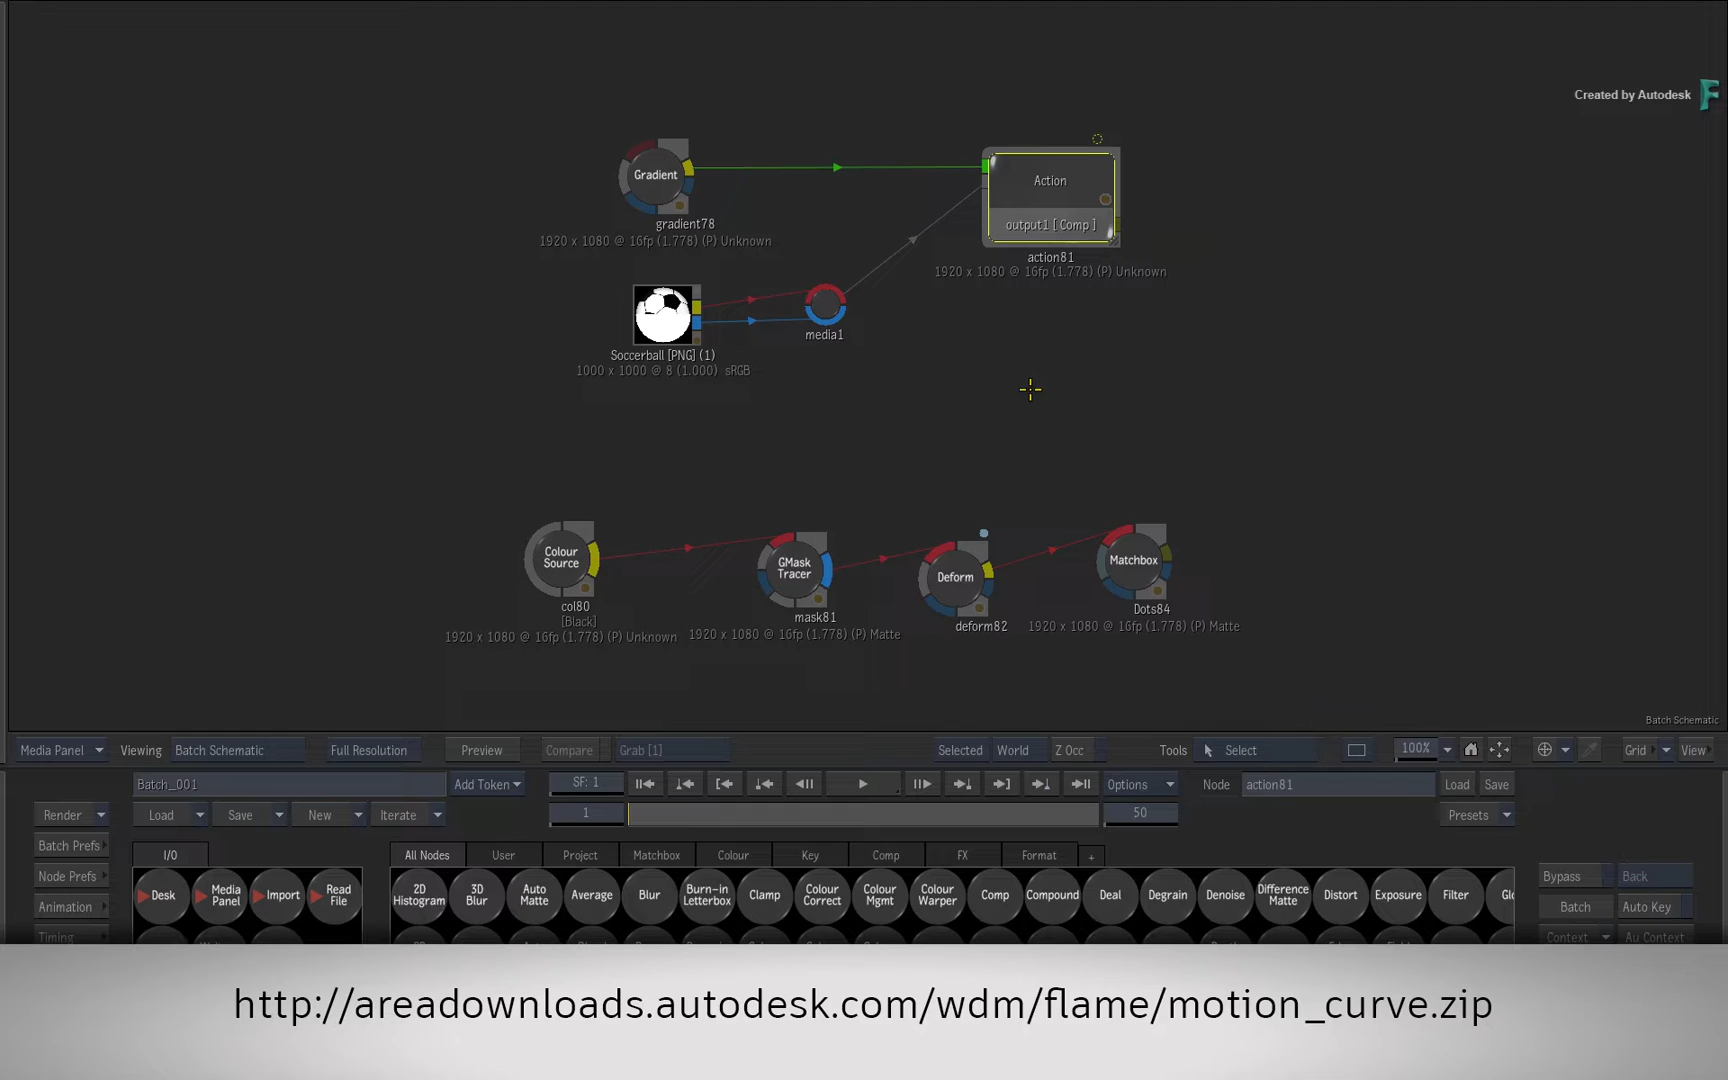 Created by Autodesk
Gradient
gradient78
1920 x 1080 @ 16fp (1.778) (P) Unknown
Action
output1 [ Comp ]
action81
1920 x 1080 @ 16fp (1.778) (P) Unknown
media1
Soccerball [PNG] (1)
1000 x 1000 @ 8 (1.000) sRGB
Colour Source
col80
[Black]
1920 x 1080 @ 16fp (1.778) (P) Unknown
GMask Tracer
mask81
1920 x 1080 @ 16fp (1.778) (P) Matte
Deform
deform82
Matchbox
Dots84
1920 x 1080 @ 16fp (1.778) (P) Matte
Batch Schematic
Media Panel Viewing Batch Schematic Full Resolution Preview Compare Grab [1] Selected World Z Occ Tools Select 100% Grid View
Batch_001 Add Token SF: 1 Options Node action81 Load Save
Render Load Save New Iterate 1 50 Presets
Batch Prefs I/O All Nodes User Project Matchbox Colour Key Comp FX Format +
Node Prefs Bypass Back
Desk Media Panel Import Read File 2D Histogram 3D Blur Auto Matte Average Blur Burn-in Letterbox Clamp Colour Correct Colour Mgmt Colour Warper Comp Compound Deal Degrain Denoise Difference Matte Distort Exposure Filter
Animation Batch Auto Key
Timing Context Au Context
http://areadownloads.autodesk.com/wdm/flame/motion_curve.zip